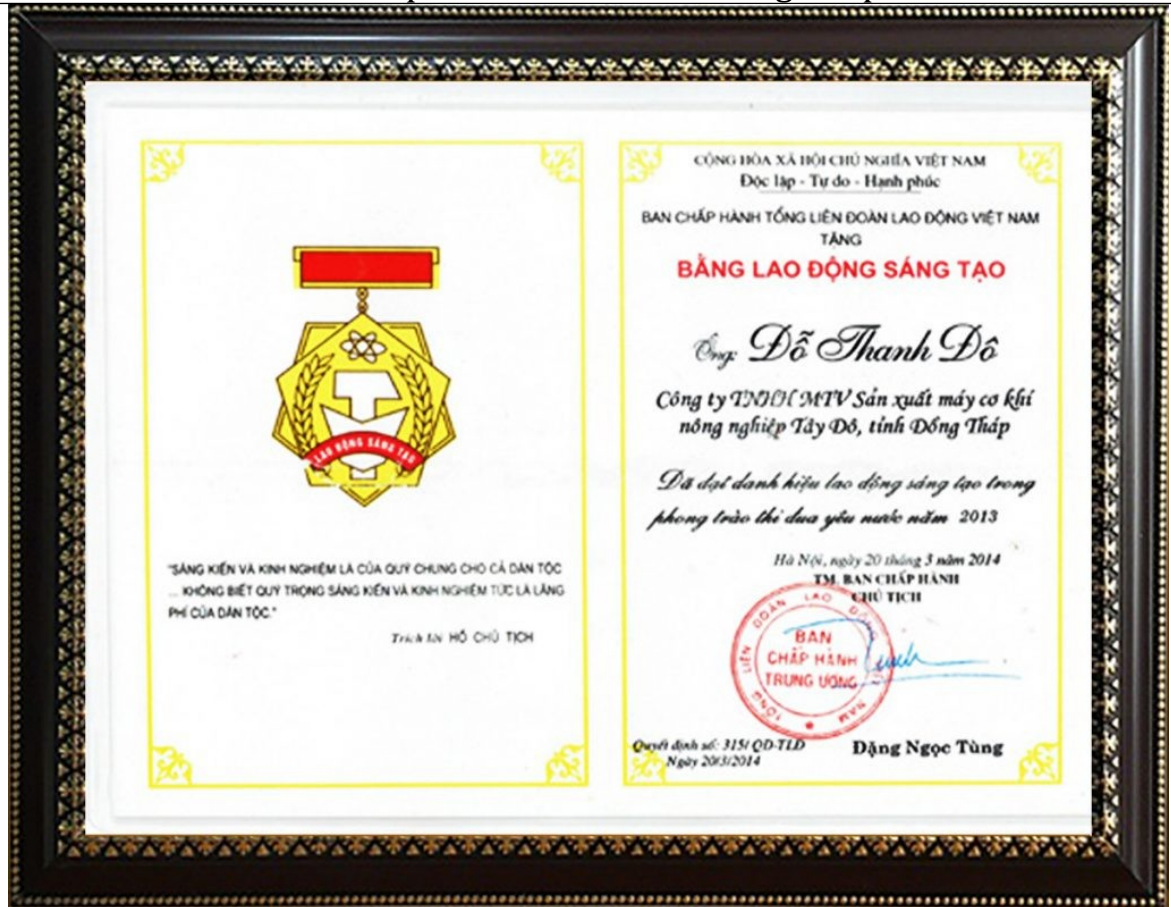 LAO ĐỘNG SÁNG TẠO
"SÁNG KIẾN VÀ KINH NGHIỆM LÀ CỦA QUÝ CHUNG CHO CẢ DÂN TỘC
... KHÔNG BIẾT QUÝ TRỌNG SÁNG KIẾN VÀ KINH NGHIỆM TỨC LÀ LÃNG
PHÍ CỦA DÂN TỘC."
Trích lời HỒ CHỦ TỊCH
CỘNG HÒA XÃ HỘI CHỦ NGHĨA VIỆT NAM
Độc lập - Tự do - Hạnh phúc
BAN CHẤP HÀNH TỔNG LIÊN ĐOÀN LAO ĐỘNG VIỆT NAM
TẶNG
BẰNG LAO ĐỘNG SÁNG TẠO
Ông: Đỗ Thanh Đô
Công ty TNHH MTV Sản xuất máy cơ khí
nông nghiệp Tây Đô, tỉnh Đồng Tháp
Đã đạt danh hiệu lao động sáng tạo trong
phong trào thi đua yêu nước năm 2013
Hà Nội, ngày 20 tháng 3 năm 2014
TM. BAN CHẤP HÀNH
CHỦ TỊCH
TỔNG LIÊN ĐOÀN LAO ĐỘNG NAM
BAN
CHẤP HÀNH
TRUNG ƯƠNG
Quyết định số: 315/ QĐ-TLĐ
Ngày 20/3/2014
Đặng Ngọc Tùng